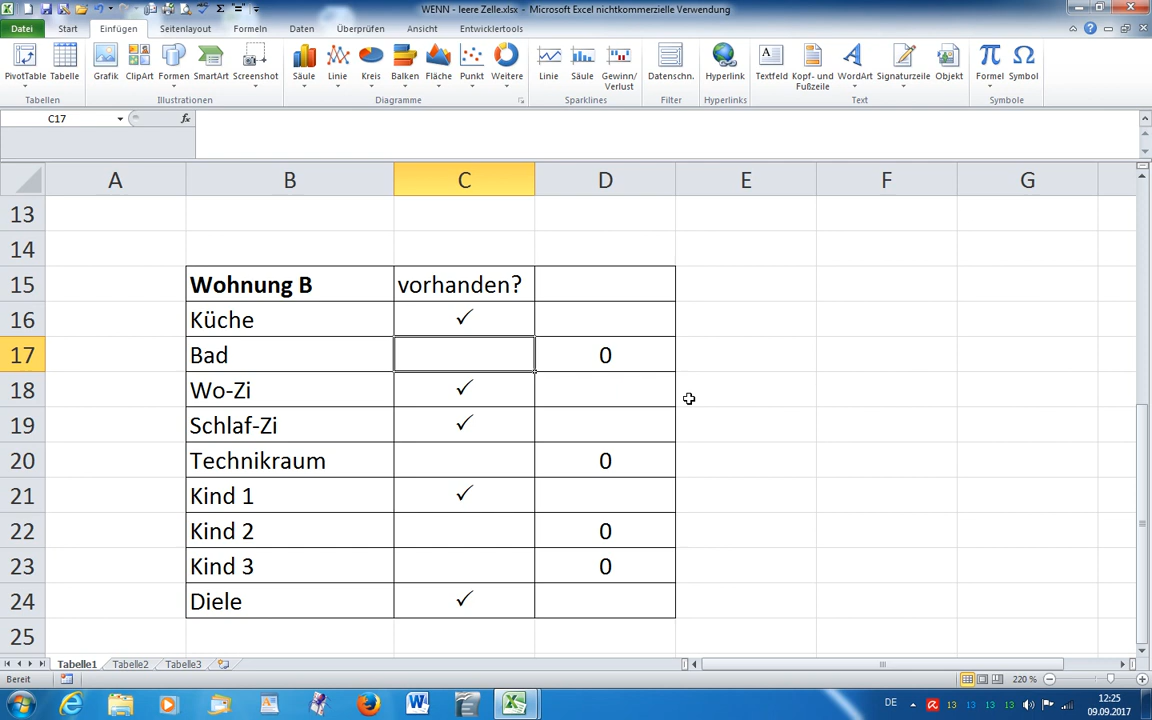 WENN - leere Zelle.xlsx - Microsoft Excel nichtkommerzielle Verwendung
Datei Start Einfügen Seitenlayout Formeln Daten Überprüfen Ansicht Entwicklertools
PivotTable Tabelle Grafik ClipArt Formen SmartArt Screenshot Säule Linie Kreis Balken Fläche Punkt Weitere Linie Säule Gewinn/ Verlust Datenschn. Hyperlink Textfeld Kopf- und Fußzeile WordArt Signaturzeile Objekt Formel Symbol
Tabellen Illustrationen Diagramme Sparklines Filter Hyperlinks Text Symbole
C17 fx
A B C D E F G
13
14
15 Wohnung B vorhanden?
16 Küche ✓
17 Bad 0
18 Wo-Zi ✓
19 Schlaf-Zi ✓
20 Technikraum 0
21 Kind 1 ✓
22 Kind 2 0
23 Kind 3 0
24 Diele ✓
25
Tabelle1 Tabelle2 Tabelle3
Bereit 220 %
DE 13 13 13 13 12:25
09.09.2017